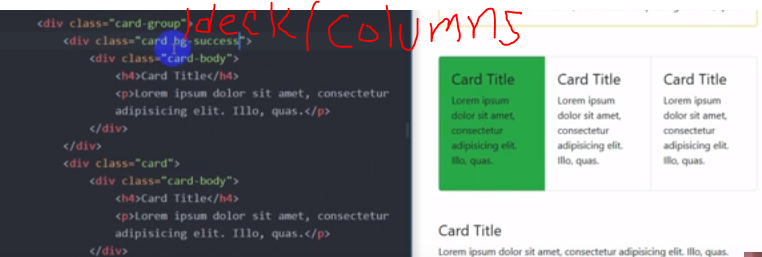 <div class="card-group">
/deck/columns
<div class="card bg-success">
<div class="card-body">
<h4>Card Title</h4>
<p>Lorem ipsum dolor sit amet, consectetur
adipisicing elit. Illo, quas.</p>
</div>
</div>
<div class="card">
<div class="card-body">
<h4>Card Title</h4>
<p>Lorem ipsum dolor sit amet, consectetur
adipisicing elit. Illo, quas.</p>
</div>
Card Title
Lorem ipsum
dolor sit amet,
consectetur
adipisicing elit.
Illo, quas.
Card Title
Lorem ipsum
dolor sit amet,
consectetur
adipisicing elit.
Illo, quas.
Card Title
Lorem ipsum
dolor sit amet,
consectetur
adipisicing elit.
Illo, quas.
Card Title
Lorem ipsum dolor sit amet, consectetur adipisicing elit. Illo, quas.